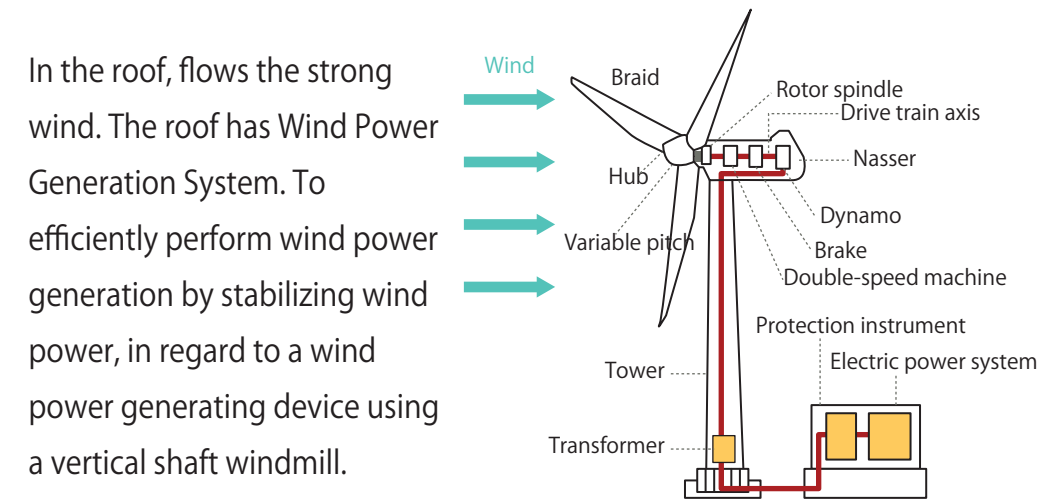 In the roof, flows the strong
wind. The roof has Wind Power
Generation System. To
efficiently perform wind power
generation by stabilizing wind
power, in regard to a wind
power generating device using
a vertical shaft windmill.
Wind
Braid
Rotor spindle
Drive train axis
Nasser
Hub
Dynamo
Variable pitch
Brake
Double-speed machine
Protection instrument
Electric power system
Tower
Transformer